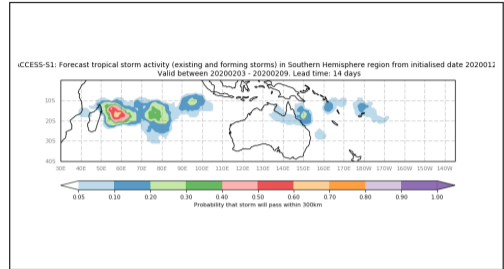 ACCESS-S1: Forecast tropical storm activity (existing and forming storms) in Southern Hemisphere region from initialised date 2020012
Valid between 20200203 - 20200209. Lead time: 14 days
10S
20S
30S
40S
30E 40E 50E 60E 70E 80E 90E 100E 110E 120E 130E 140E 150E 160E 170E 180E 170W 160W 150W 140W
0.05 0.10 0.20 0.30 0.40 0.50 0.60 0.70 0.80 0.90 1.00
Probability that storm will pass within 300km